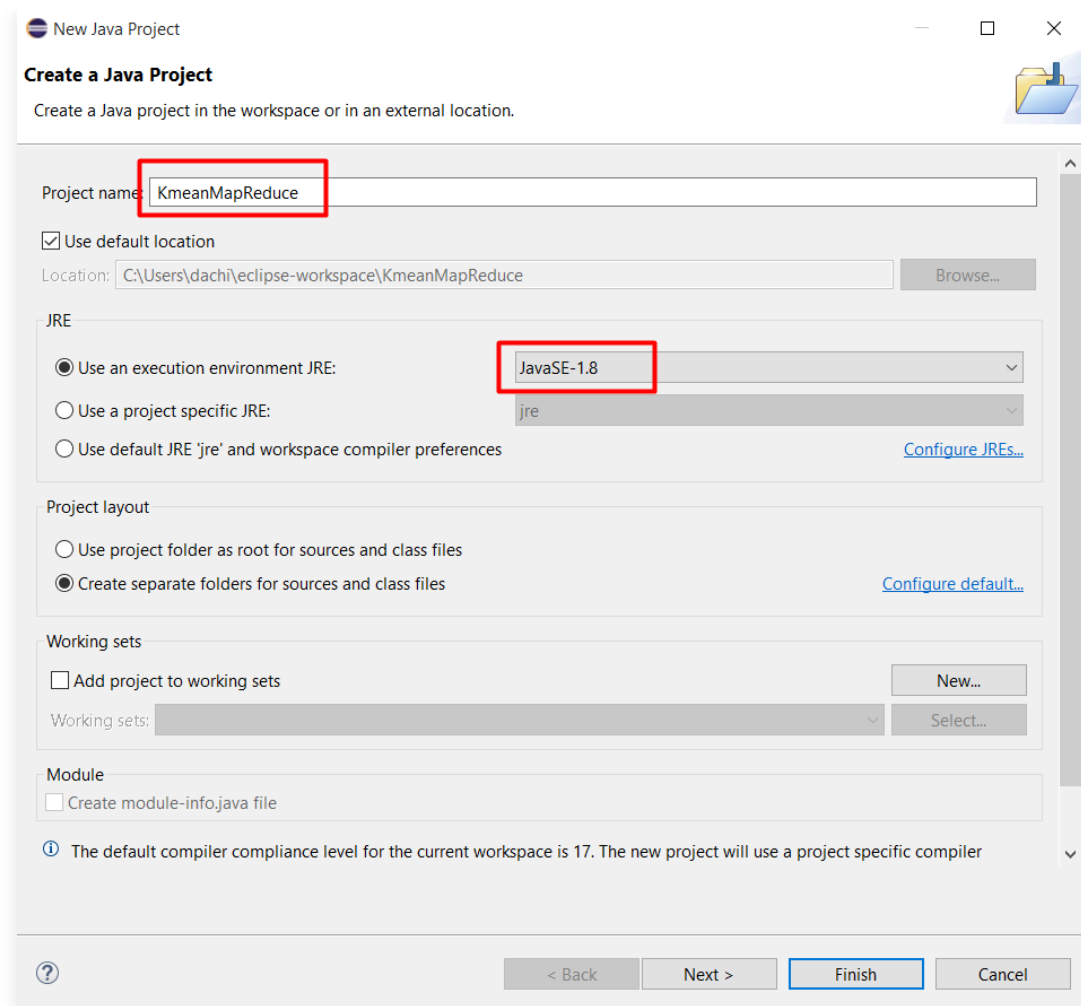 New Java Project
Create a Java Project
Create a Java project in the workspace or in an external location.
Project name: KmeanMapReduce
Use default location
Location: C:\Users\dachi\eclipse-workspace\KmeanMapReduce Browse...
JRE
Use an execution environment JRE: JavaSE-1.8
Use a project specific JRE: jre
Use default JRE 'jre' and workspace compiler preferences Configure JREs...
Project layout
Use project folder as root for sources and class files
Create separate folders for sources and class files Configure default...
Working sets
Add project to working sets New...
Working sets: Select...
Module
Create module-info.java file
The default compiler compliance level for the current workspace is 17. The new project will use a project specific compiler
? < Back Next > Finish Cancel